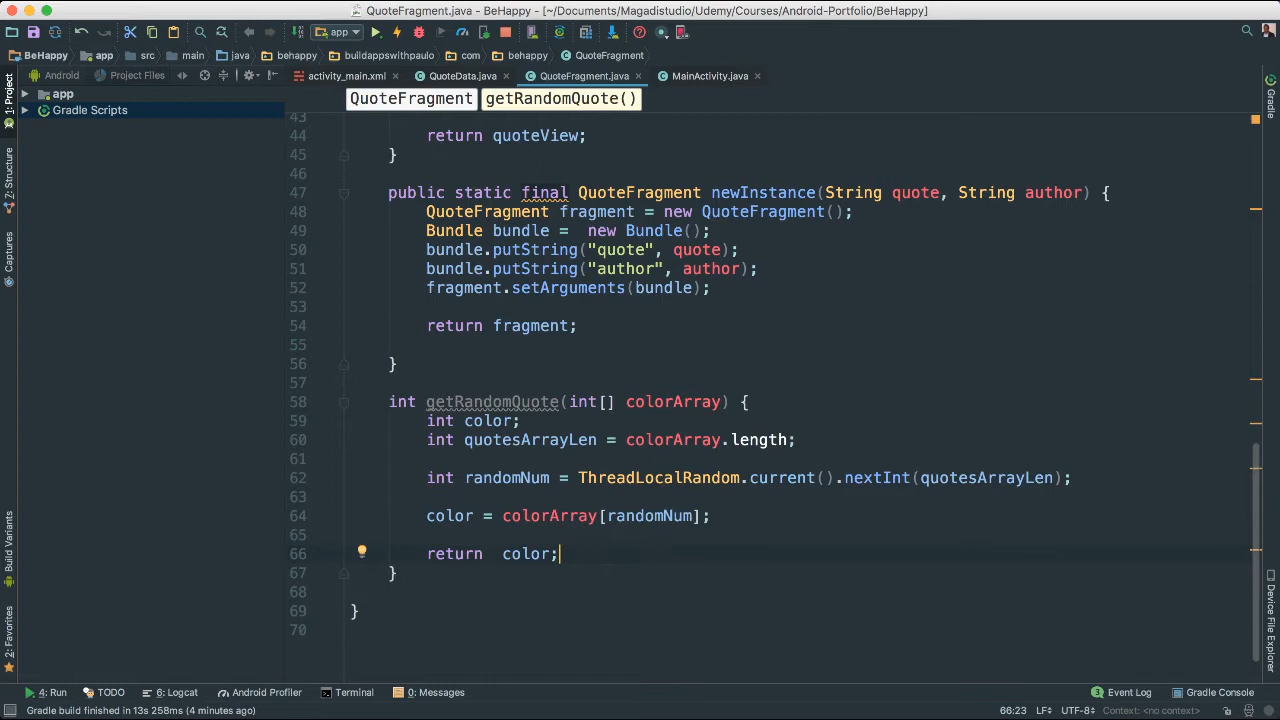 QuoteFragment.java - BeHappy - [~/Documents/Magadistudio/Udemy/Courses/Android-Portfolio/BeHappy]
app
BeHappy app src main java behappy buildappswithpaulo com behappy QuoteFragment
Android Project Files activity_main.xml QuoteData.java QuoteFragment.java MainActivity.java
QuoteFragment getRandomQuote()
app
Gradle Scripts
1: Project
Z: Structure
Captures
Build Variants
2: Favorites
43
44 return quoteView;
45 }
46
47 public static final QuoteFragment newInstance(String quote, String author) {
48 QuoteFragment fragment = new QuoteFragment();
49 Bundle bundle =  new Bundle();
50 bundle.putString("quote", quote);
51 bundle.putString("author", author);
52 fragment.setArguments(bundle);
53
54 return fragment;
55
56 }
57
58 int getRandomQuote(int[] colorArray) {
59 int color;
60 int quotesArrayLen = colorArray.length;
61
62 int randomNum = ThreadLocalRandom.current().nextInt(quotesArrayLen);
63
64 color = colorArray[randomNum];
65
66 return  color;
67 }
68
69 }
70
Gradle
Device File Explorer
4: Run TODO 6: Logcat Android Profiler Terminal 0: Messages 3 Event Log Gradle Console
Gradle build finished in 13s 258ms (4 minutes ago) 66:23 LF÷ UTF-8÷ Context: <no context>